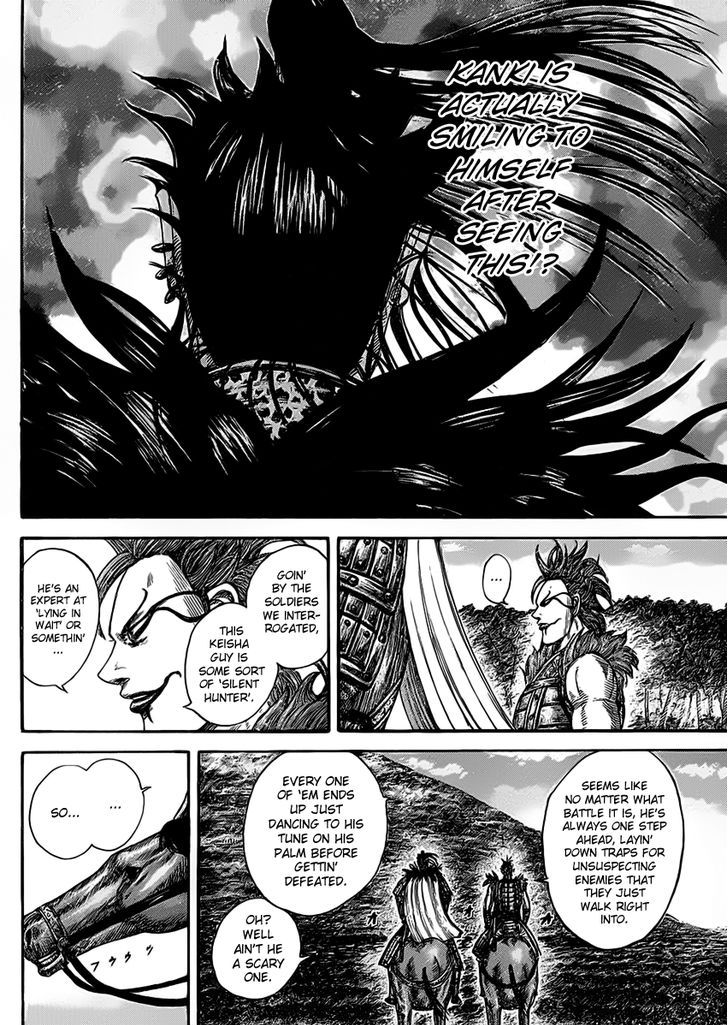 KANKI IS
ACTUALLY
SMILING TO
HIMSELF
AFTER
SEEING
THIS!?
...
GOIN'
BY THE
SOLDIERS
WE INTER-
ROGATED,
THIS
KEISHA
GUY IS
SOME SORT
OF 'SILENT
HUNTER'.
HE'S AN
EXPERT AT
'LYING IN
WAIT' OR
SOMETHIN'
...
SEEMS LIKE
NO MATTER WHAT
BATTLE IT IS, HE'S
ALWAYS ONE STEP
AHEAD, LAYIN'
DOWN TRAPS FOR
UNSUSPECTING
ENEMIES THAT
THEY JUST
WALK RIGHT
INTO.
EVERY ONE
OF 'EM ENDS
UP JUST
DANCING TO HIS
TUNE ON HIS
PALM BEFORE
GETTIN'
DEFEATED.
OH?
WELL
AIN'T HE
A SCARY
ONE.
...
SO...